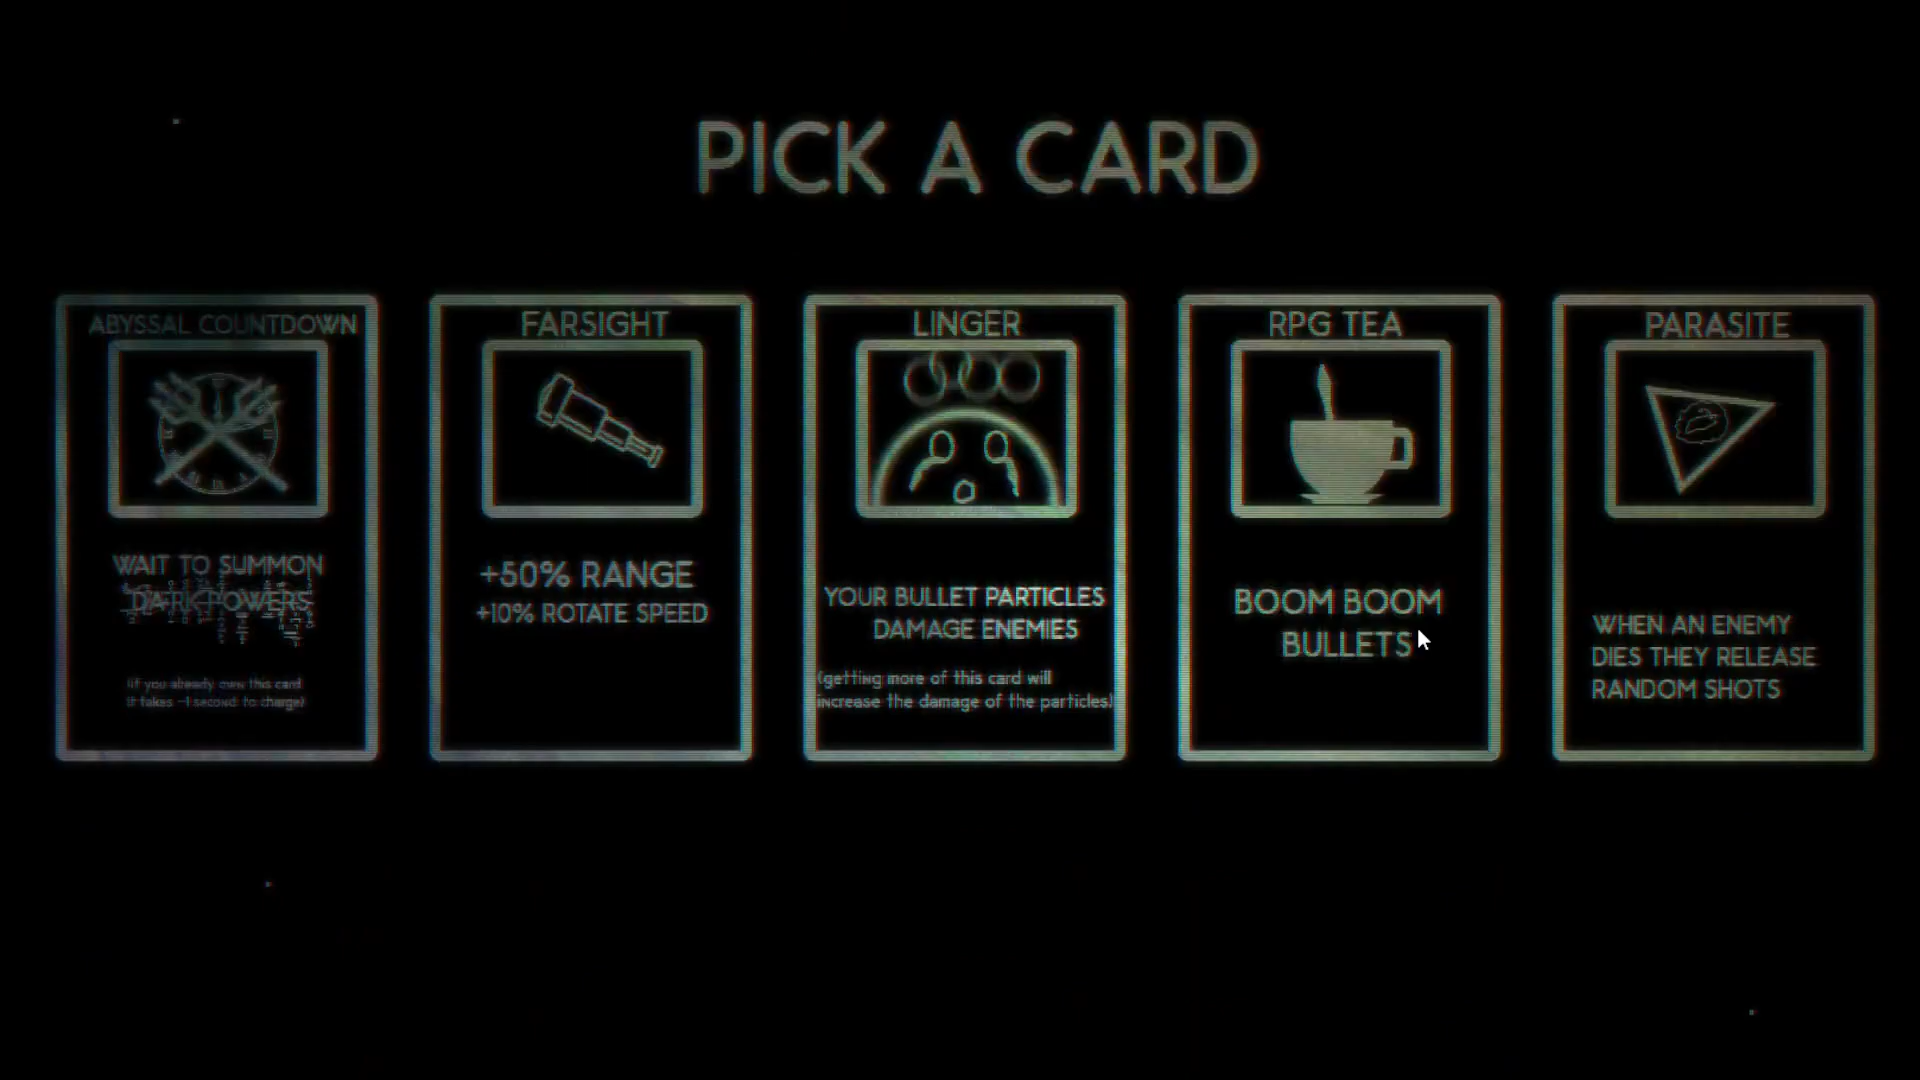 PICK A CARD
ABYSSAL COUNTDOWN
WAIT TO SUMMON
DARK POWERS
(if you already own this card
it takes -1 second to charge)
FARSIGHT
+50% RANGE
+10% ROTATE SPEED
LINGER
YOUR BULLET PARTICLES
DAMAGE ENEMIES
(getting more of this card will
increase the damage of the particles)
RPG TEA
BOOM BOOM
BULLETS
PARASITE
WHEN AN ENEMY
DIES THEY RELEASE
RANDOM SHOTS